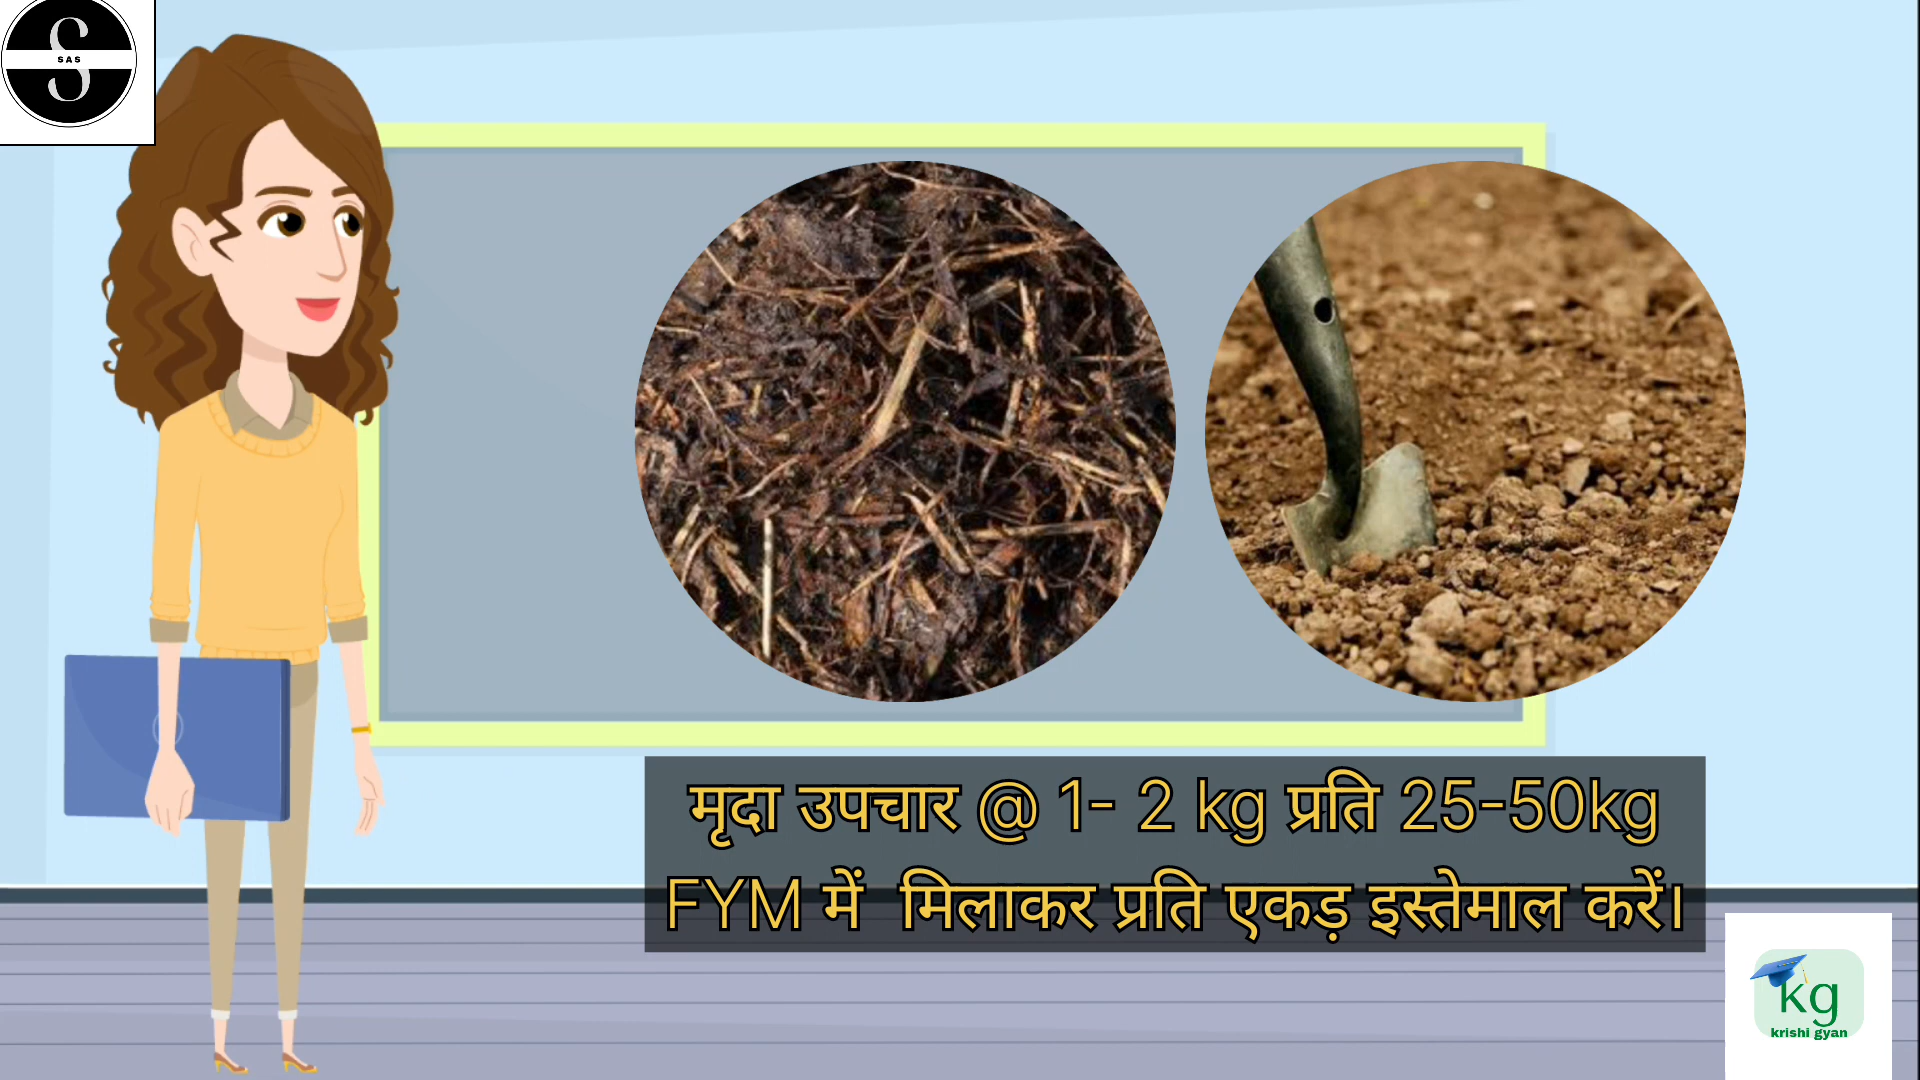 S
SAS
मृदा उपचार @ 1- 2 kg प्रति 25-50kg
FYM में मिलाकर प्रति एकड़ इस्तेमाल करें।
kg
krishi gyan